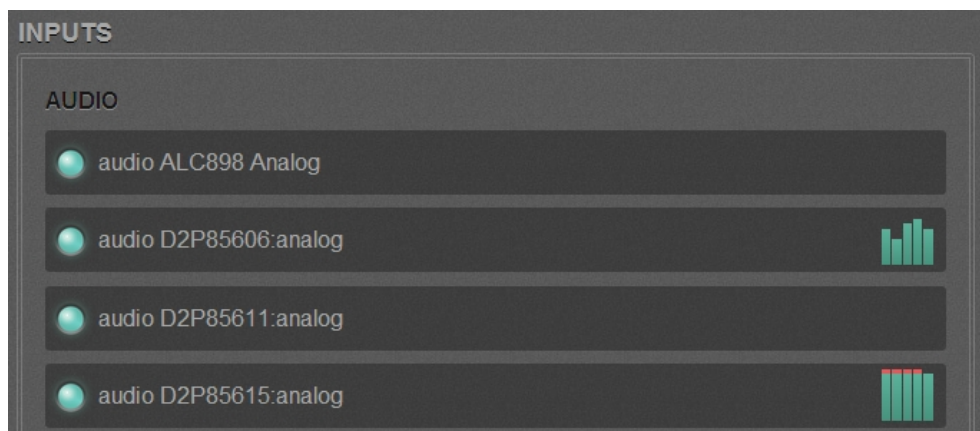 INPUTS
AUDIO
audio ALC898 Analog
audio D2P85606:analog
audio D2P85611:analog
audio D2P85615:analog